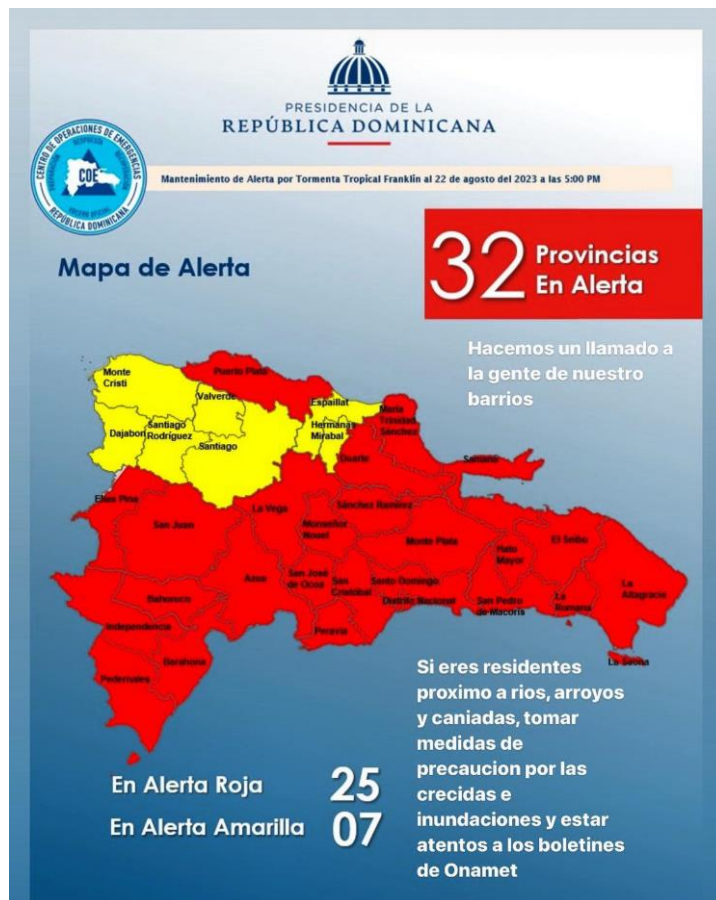 PRESIDENCIA DE LA
REPÚBLICA DOMINICANA
CENTRO DE OPERACIONES DE EMERGENCIAS
COE
REPÚBLICA DOMINICANA
Mantenimiento de Alerta por Tormenta Tropical Franklin al 22 de agosto del 2023 a las 5:00 PM
Mapa de Alerta
32 Provincias
En Alerta
Hacemos un llamado a
la gente de nuestro
barrios
Monte
Cristi
Puerto Plata
Valverde
Espaillat
María
Trinidad
Sánchez
Dajabon
Santiago
Rodríguez
Santiago
Hermanas
Mirabal
Duarte
Samaná
Elias Pina
San Juan
La Vega
Sánchez Ramírez
Monseñor
Nouel
Monte Plata
Hato
Mayor
El Seibo
La
Altagracia
Azua
San José
de Ocoa
San
Cristóbal
Santo Domingo
Distrito Nacional
San Pedro
de Macorís
La
Romana
Bahoruco
Independencia
Peravia
Barahona
Pedernales
La Saona
Si eres residentes
proximo a rios, arroyos
y caniadas, tomar
medidas de
precaucion por las
crecidas e
inundaciones y estar
atentos a los boletines
de Onamet
En Alerta Roja 25
En Alerta Amarilla 07